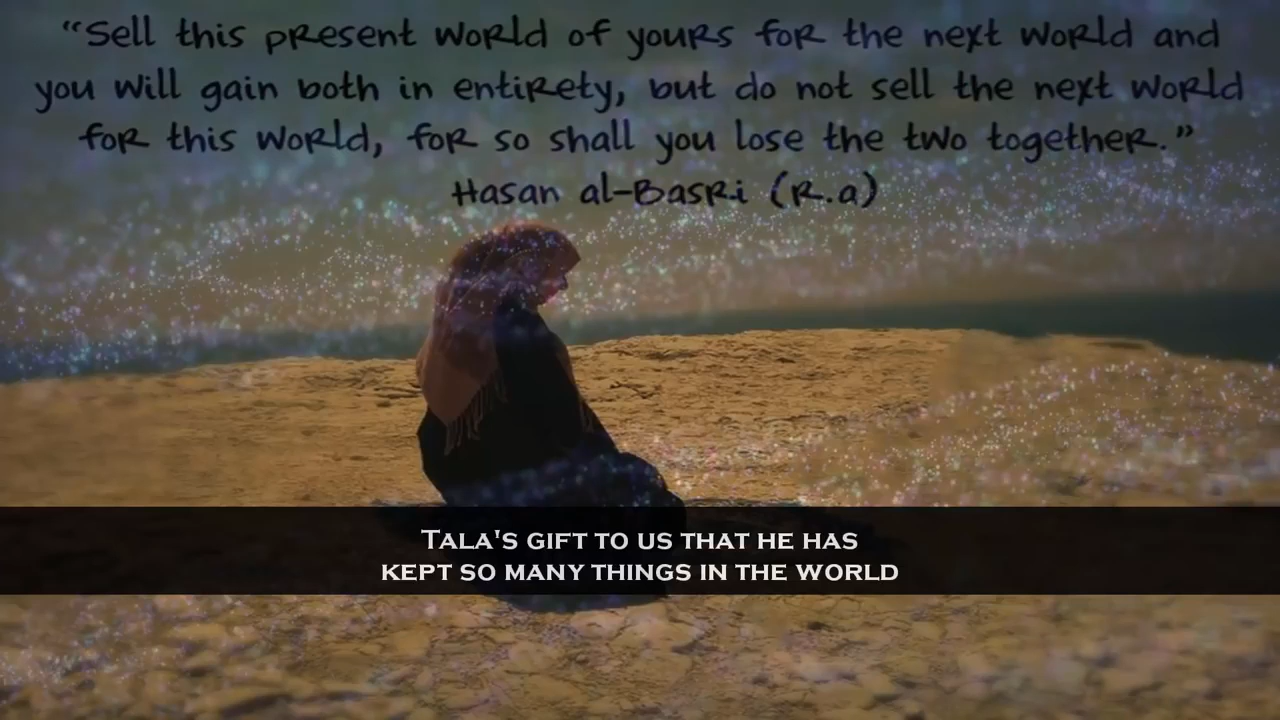 “Sell this present world of yours for the next world and
you will gain both in entirety, but do not sell the next world
for this world, for so shall you lose the two together.”
Hasan al-Basri (R.a)
TALA'S GIFT TO US THAT HE HAS
KEPT SO MANY THINGS IN THE WORLD